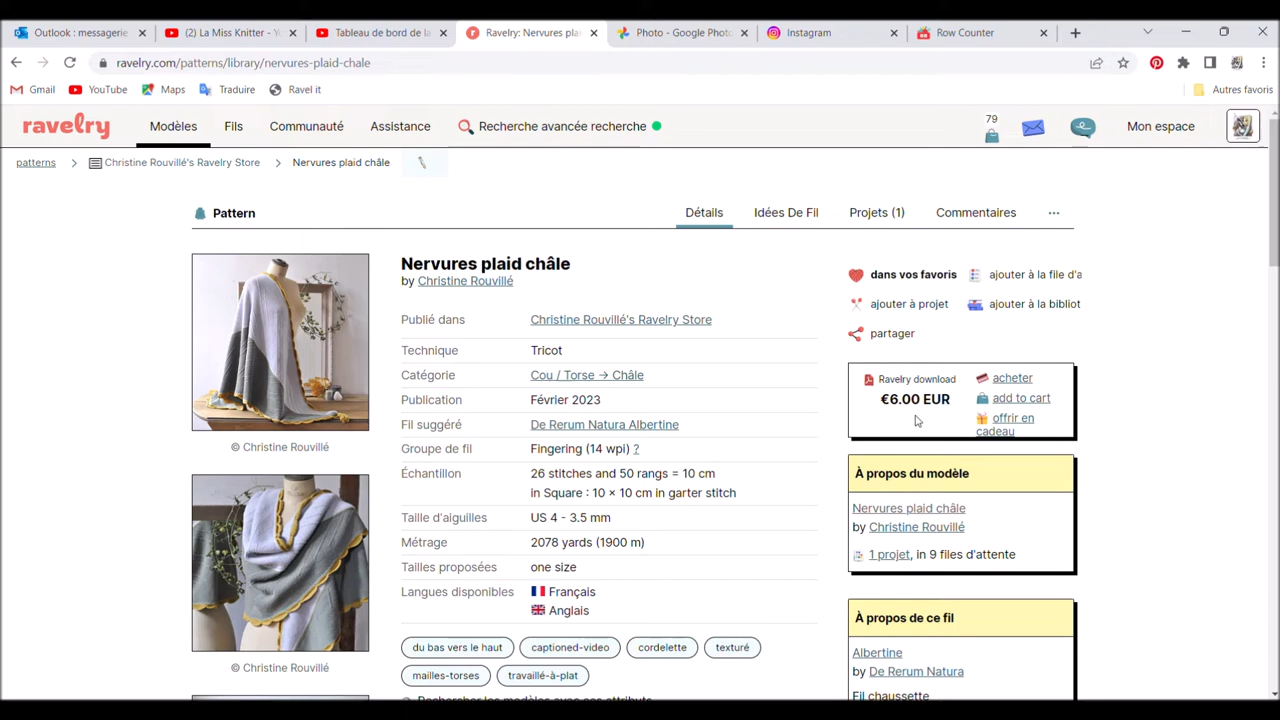 Outlook : messagerie
(2) La Miss Knitter - Y
Tableau de bord de la
Ravelry: Nervures pla
Photo - Google Photo
Instagram
Row Counter
ravelry.com/patterns/library/nervures-plaid-chale
Gmail
YouTube
Maps
Traduire
Ravel it
Autres favoris
ravelry
Modèles
Fils
Communauté
Assistance
Recherche avancée recherche
79
Mon espace
patterns > Christine Rouvillé's Ravelry Store > Nervures plaid châle
Pattern
Détails
Idées De Fil
Projets (1)
Commentaires
...
Nervures plaid châle
by Christine Rouvillé
Publié dans Christine Rouvillé's Ravelry Store
Technique Tricot
Catégorie Cou / Torse → Châle
Publication Février 2023
Fil suggéré De Rerum Natura Albertine
Groupe de fil Fingering (14 wpi) ?
Échantillon 26 stitches and 50 rangs = 10 cm
in Square : 10 × 10 cm in garter stitch
Taille d'aiguilles US 4 - 3.5 mm
Métrage 2078 yards (1900 m)
Tailles proposées one size
Langues disponibles Français
Anglais
du bas vers le haut
captioned-video
cordelette
texturé
mailles-torses
travaillé-à-plat
Rechercher les modèles avec ces attributs
© Christine Rouvillé
© Christine Rouvillé
dans vos favoris
ajouter à la file d'a
ajouter à projet
ajouter à la bibliot
partager
Ravelry download
€6.00 EUR
acheter
add to cart
offrir en
cadeau
À propos du modèle
Nervures plaid châle
by Christine Rouvillé
1 projet, in 9 files d'attente
À propos de ce fil
Albertine
by De Rerum Natura
Fil chaussette